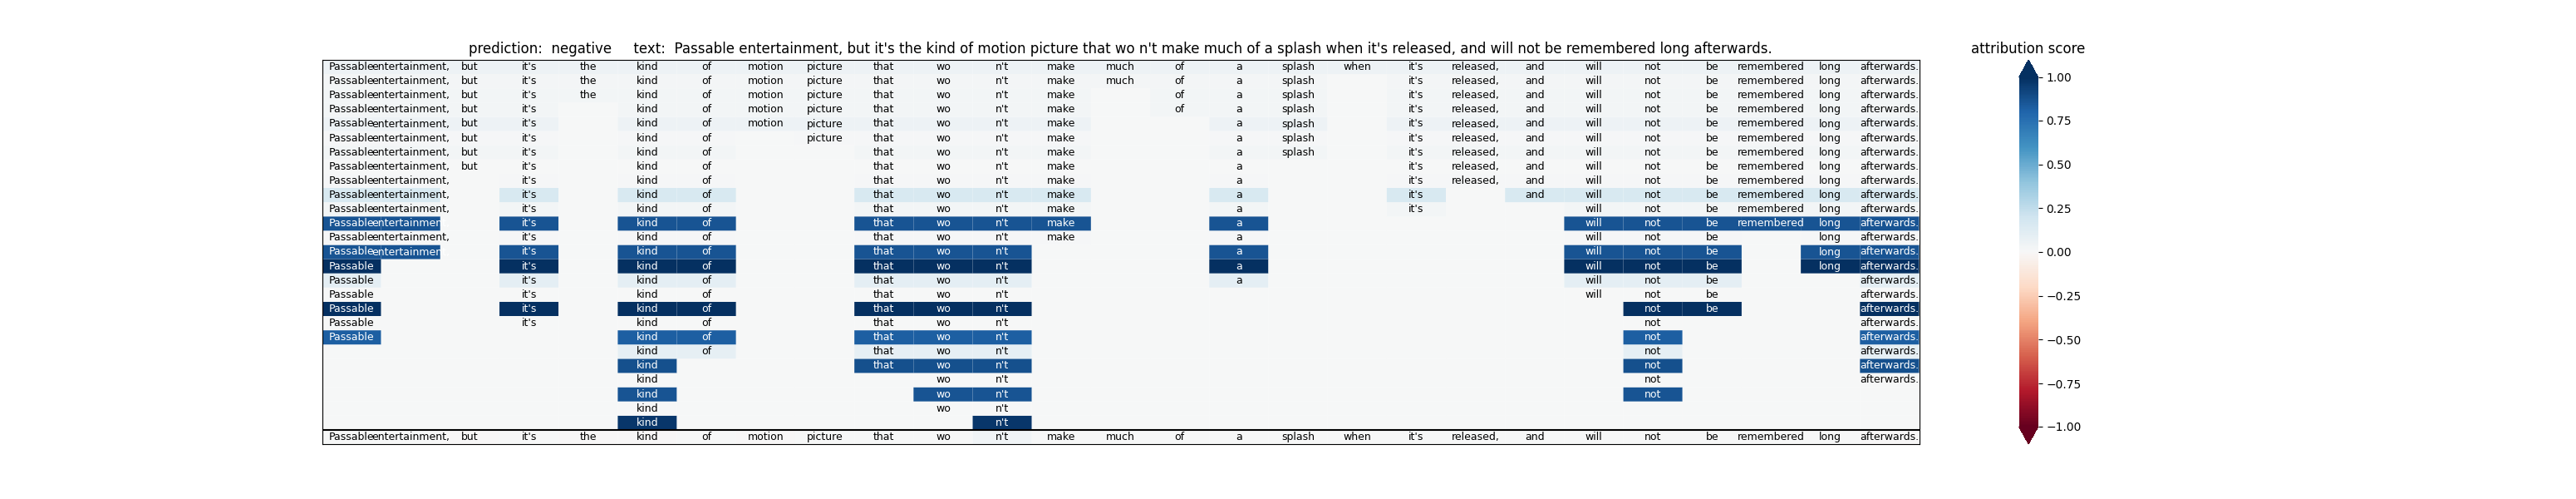 prediction: negative text: Passable entertainment, but it's the kind of motion picture that wo n't make much of a splash when it's released, and will not be remembered long afterwards.
attribution score
Passable entertainment, but it's the kind of motion picture that wo n't make much of a splash when it's released, and will not be remembered long afterwards.
Passable entertainment, but it's the kind of motion picture that wo n't make much of a splash it's released, and will not be remembered long afterwards.
Passable entertainment, but it's the kind of motion picture that wo n't make of a splash it's released, and will not be remembered long afterwards.
Passable entertainment, but it's kind of motion picture that wo n't make of a splash it's released, and will not be remembered long afterwards.
Passable entertainment, but it's kind of motion picture that wo n't make a splash it's released, and will not be remembered long afterwards.
Passable entertainment, but it's kind of picture that wo n't make a splash it's released, and will not be remembered long afterwards.
Passable entertainment, but it's kind of that wo n't make a splash it's released, and will not be remembered long afterwards.
Passable entertainment, but it's kind of that wo n't make a it's released, and will not be remembered long afterwards.
Passable entertainment, it's kind of that wo n't make a it's released, and will not be remembered long afterwards.
Passable entertainment, it's kind of that wo n't make a it's and will not be remembered long afterwards.
Passable entertainment, it's kind of that wo n't make a it's will not be remembered long afterwards.
Passable entertainmen it's kind of that wo n't make a will not be remembered long afterwards.
Passable entertainment, it's kind of that wo n't make a will not be long afterwards.
Passable entertainmen it's kind of that wo n't a will not be long afterwards.
Passable it's kind of that wo n't a will not be long afterwards.
Passable it's kind of that wo n't a will not be afterwards.
Passable it's kind of that wo n't will not be afterwards.
Passable it's kind of that wo n't not be afterwards.
Passable it's kind of that wo n't not afterwards.
Passable kind of that wo n't not afterwards.
kind of that wo n't not afterwards.
kind that wo n't not afterwards.
kind wo n't not afterwards.
kind wo n't not
kind wo n't
kind n't
Passable entertainment, but it's the kind of motion picture that wo n't make much of a splash when it's released, and will not be remembered long afterwards.
1.00
0.75
0.50
0.25
0.00
−0.25
−0.50
−0.75
−1.00